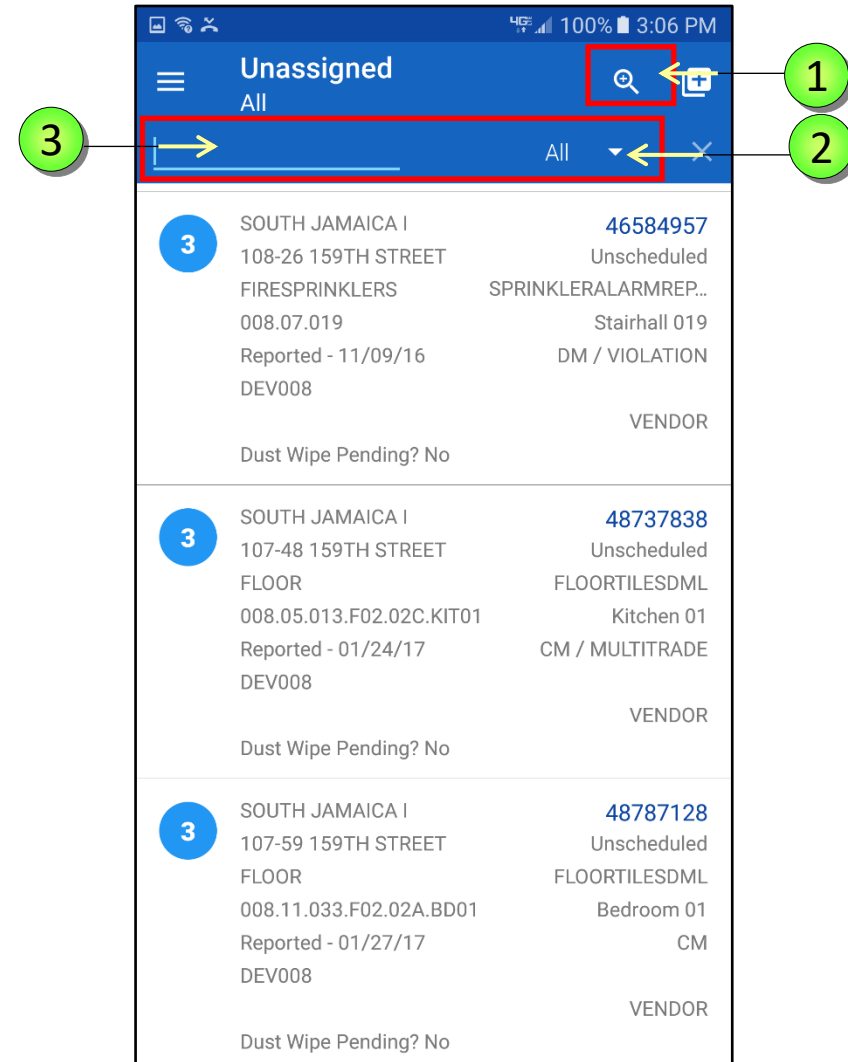 4G 100% 3:06 PM
Unassigned
All
1
3
All
2
3
SOUTH JAMAICA I 46584957
108-26 159TH STREET Unscheduled
FIRESPRINKLERS SPRINKLERALARMREP...
008.07.019 Stairhall 019
Reported - 11/09/16 DM / VIOLATION
DEV008
VENDOR
Dust Wipe Pending? No
3
SOUTH JAMAICA I 48737838
107-48 159TH STREET Unscheduled
FLOOR FLOORTILESDML
008.05.013.F02.02C.KIT01 Kitchen 01
Reported - 01/24/17 CM / MULTITRADE
DEV008
VENDOR
Dust Wipe Pending? No
3
SOUTH JAMAICA I 48787128
107-59 159TH STREET Unscheduled
FLOOR FLOORTILESDML
008.11.033.F02.02A.BD01 Bedroom 01
Reported - 01/27/17 CM
DEV008
VENDOR
Dust Wipe Pending? No